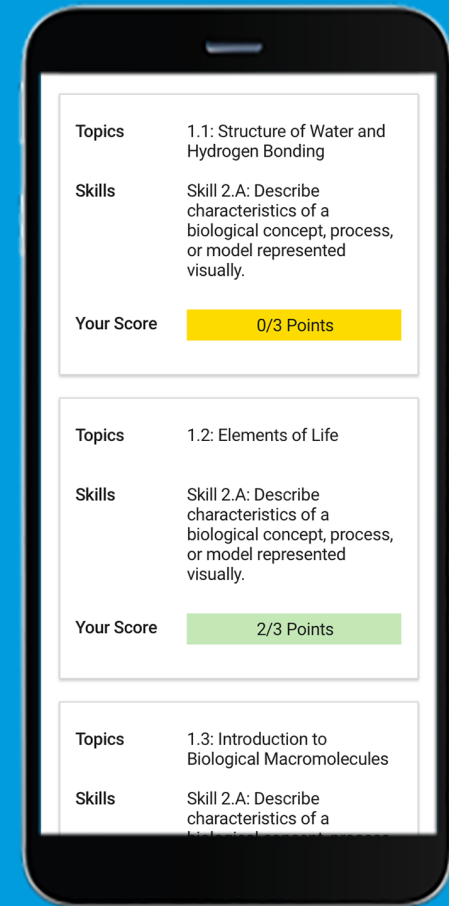 Topics
1.1: Structure of Water and
Hydrogen Bonding
Skills
Skill 2.A: Describe
characteristics of a
biological concept, process,
or model represented
visually.
Your Score
0/3 Points
Topics
1.2: Elements of Life
Skills
Skill 2.A: Describe
characteristics of a
biological concept, process,
or model represented
visually.
Your Score
2/3 Points
Topics
1.3: Introduction to
Biological Macromolecules
Skills
Skill 2.A: Describe
characteristics of a
biological concept, process,